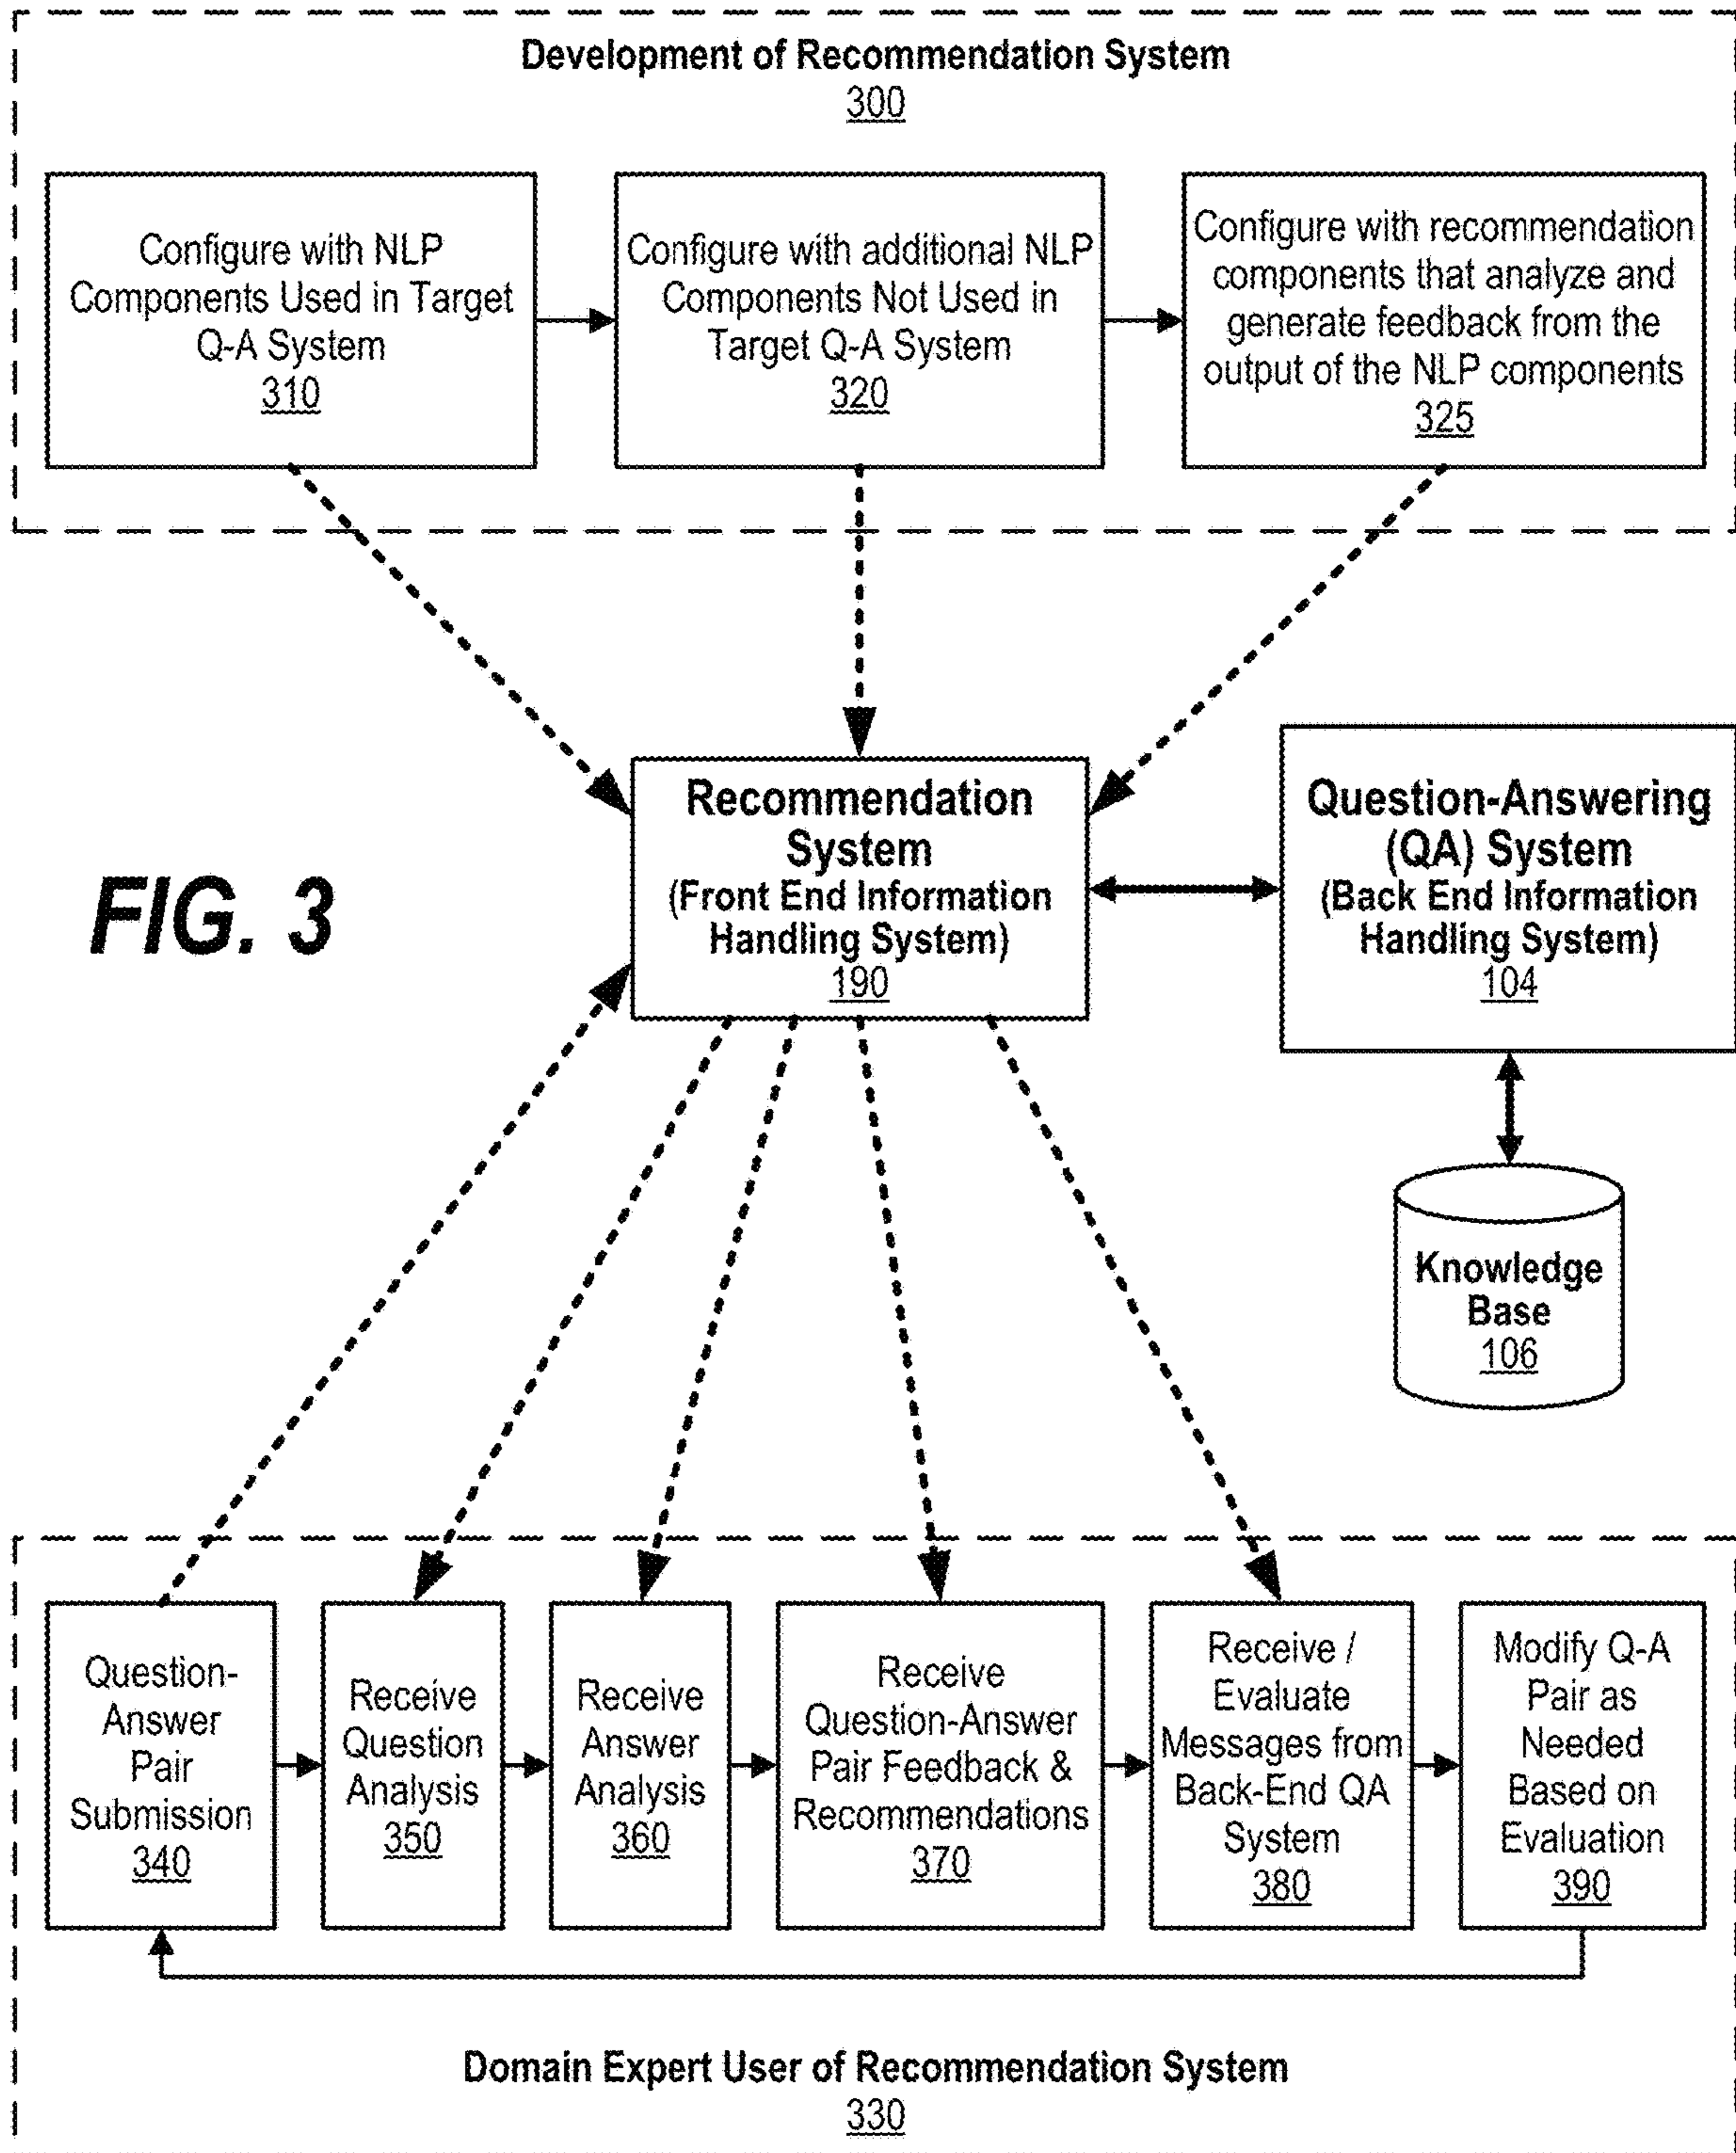 Development of Recommendation System
300
Configure with NLP
Components Used in Target
Q-A System
310
Configure with additional NLP
Components Not Used in
Target Q-A System
320
Configure with recommendation
components that analyze and
generate feedback from the
output of the NLP components
325
FIG. 3
Recommendation
System
(Front End Information
Handling System)
190
Question-Answering
(QA) System
(Back End Information
Handling System)
104
Knowledge
Base
106
Question-
Answer
Pair
Submission
340
Receive
Question
Analysis
350
Receive
Answer
Analysis
360
Receive
Question-Answer
Pair Feedback &
Recommendations
370
Receive /
Evaluate
Messages from
Back-End QA
System
380
Modify Q-A
Pair as
Needed
Based on
Evaluation
390
Domain Expert User of Recommendation System
330